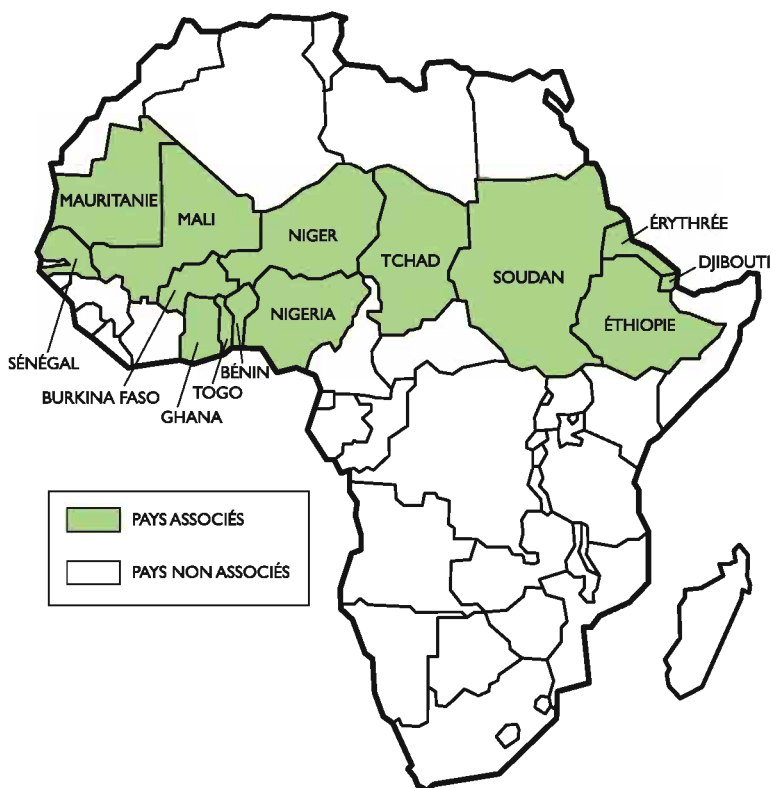 MAURITANIE
MALI
NIGER
TCHAD
SOUDAN
ÉRYTHRÉE
DJIBOUTI
NIGERIA
ÉTHIOPIE
SÉNÉGAL
BURKINA FASO
GHANA
TOGO
BÉNIN
PAYS ASSOCIÉS
PAYS NON ASSOCIÉS